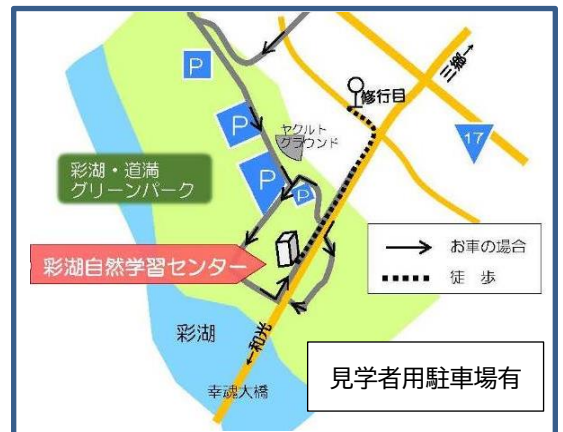 P
修行目
→蕨
17
ヤクルト
グラウンド
P
P
P
彩湖・道満
グリーンパーク
お車の場合
徒 歩
彩湖自然学習センター
彩湖
←和光
幸魂大橋
見学者用駐車場有